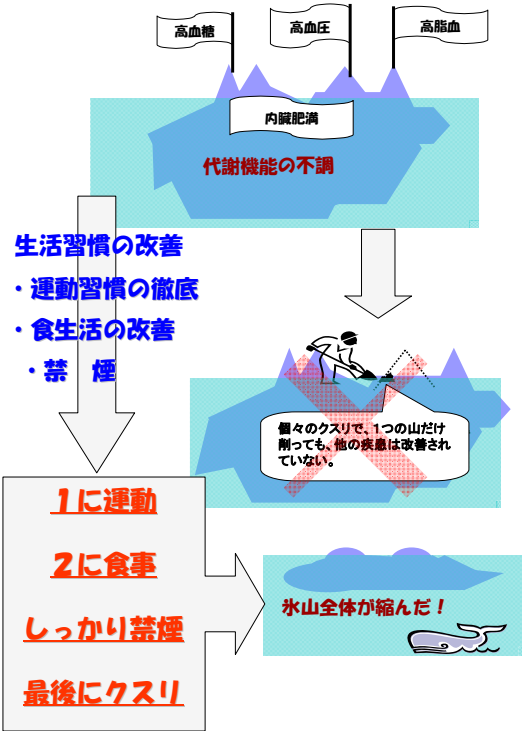 高血糖
高血圧
高脂血
内臓肥満
代謝機能の不調
生活習慣の改善
・運動習慣の徹底
・食生活の改善
・禁　煙
個々のクスリで、1つの山だけ
削っても、他の疾患は改善され
ていない。
1に運動
2に食事
しっかり禁煙
最後にクスリ
氷山全体が縮んだ！